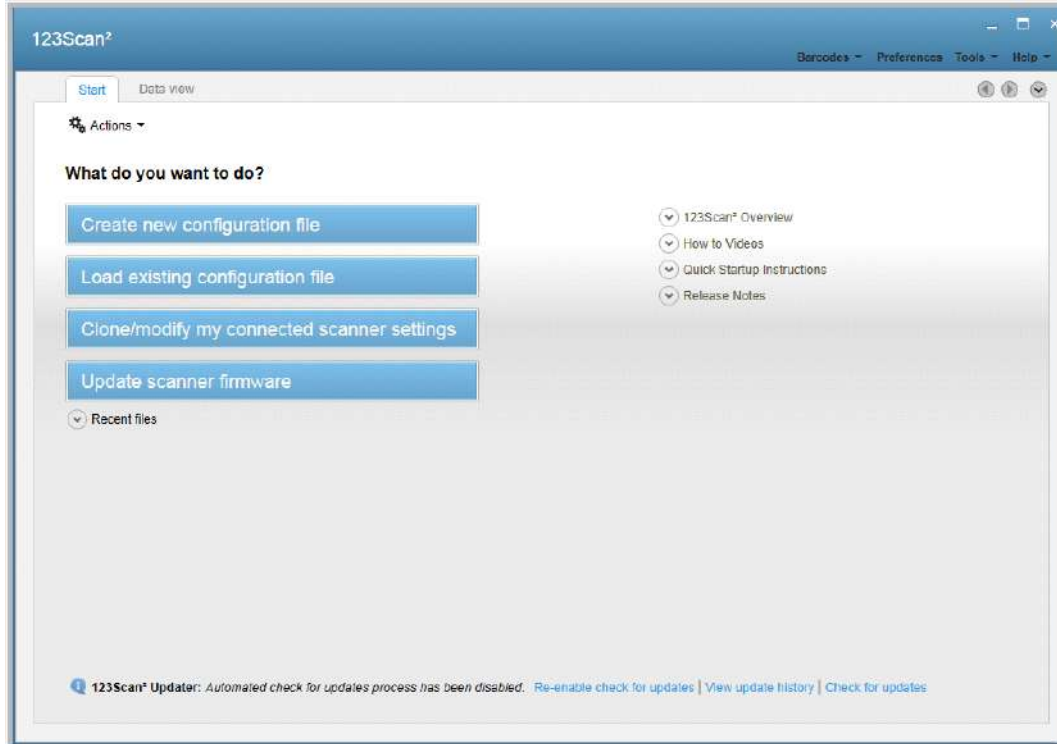 123Scan²
Barcodes Preferences Tools Help
Start Data view
Actions
What do you want to do?
Create new configuration file
Load existing configuration file
Clone/modify my connected scanner settings
Update scanner firmware
Recent files
123Scan² Overview
How to Videos
Quick Startup Instructions
Release Notes
123Scan² Updater: Automated check for updates process has been disabled. Re-enable check for updates | View update history | Check for updates